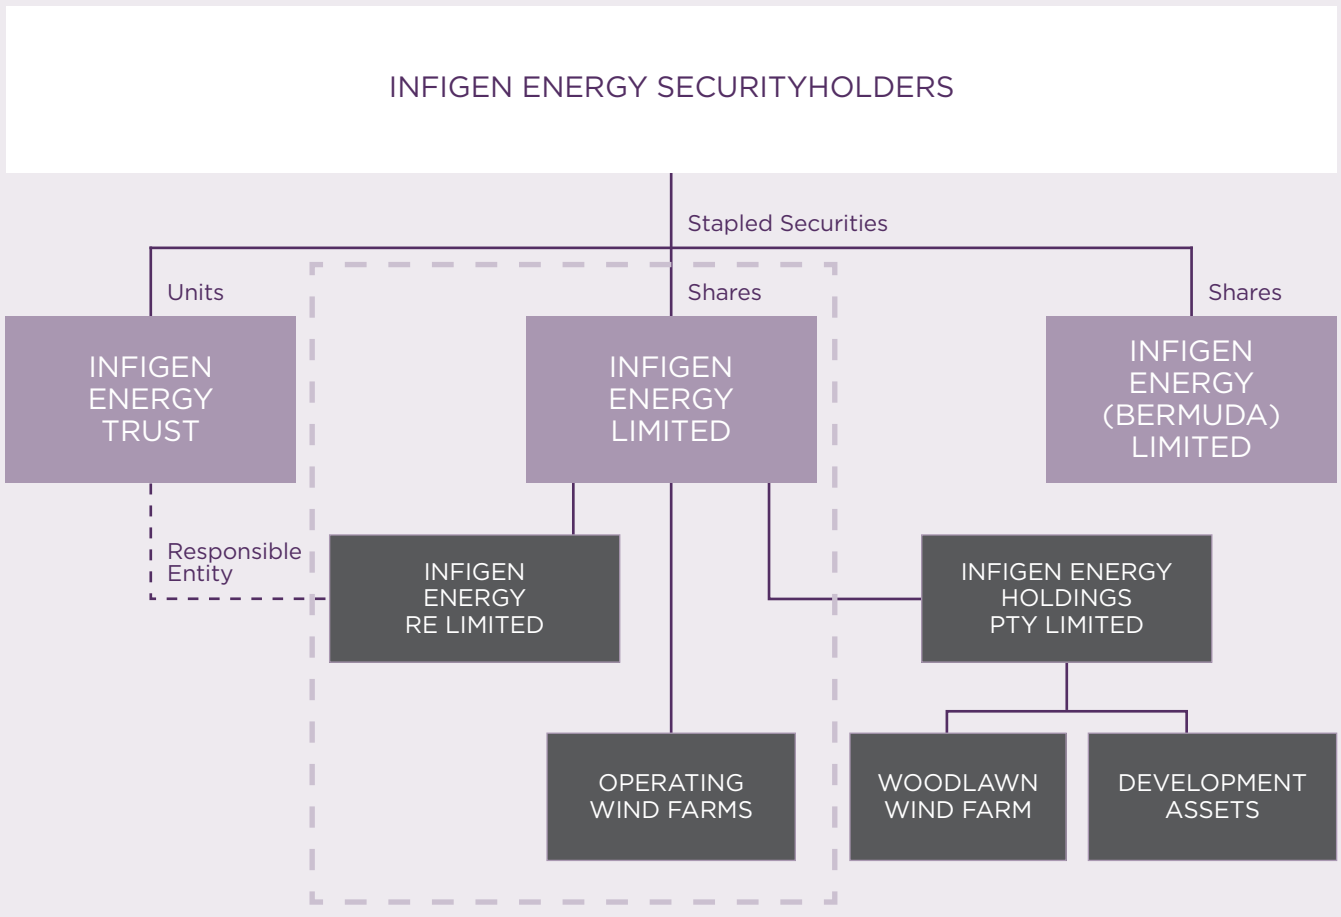 INFIGEN ENERGY SECURITYHOLDERS
Stapled Securities
Units
Shares
Shares
INFIGEN
ENERGY
TRUST
INFIGEN
ENERGY
LIMITED
INFIGEN
ENERGY
(BERMUDA)
LIMITED
Responsible
Entity
INFIGEN
ENERGY
RE LIMITED
INFIGEN ENERGY
HOLDINGS
PTY LIMITED
OPERATING
WIND FARMS
WOODLAWN
WIND FARM
DEVELOPMENT
ASSETS